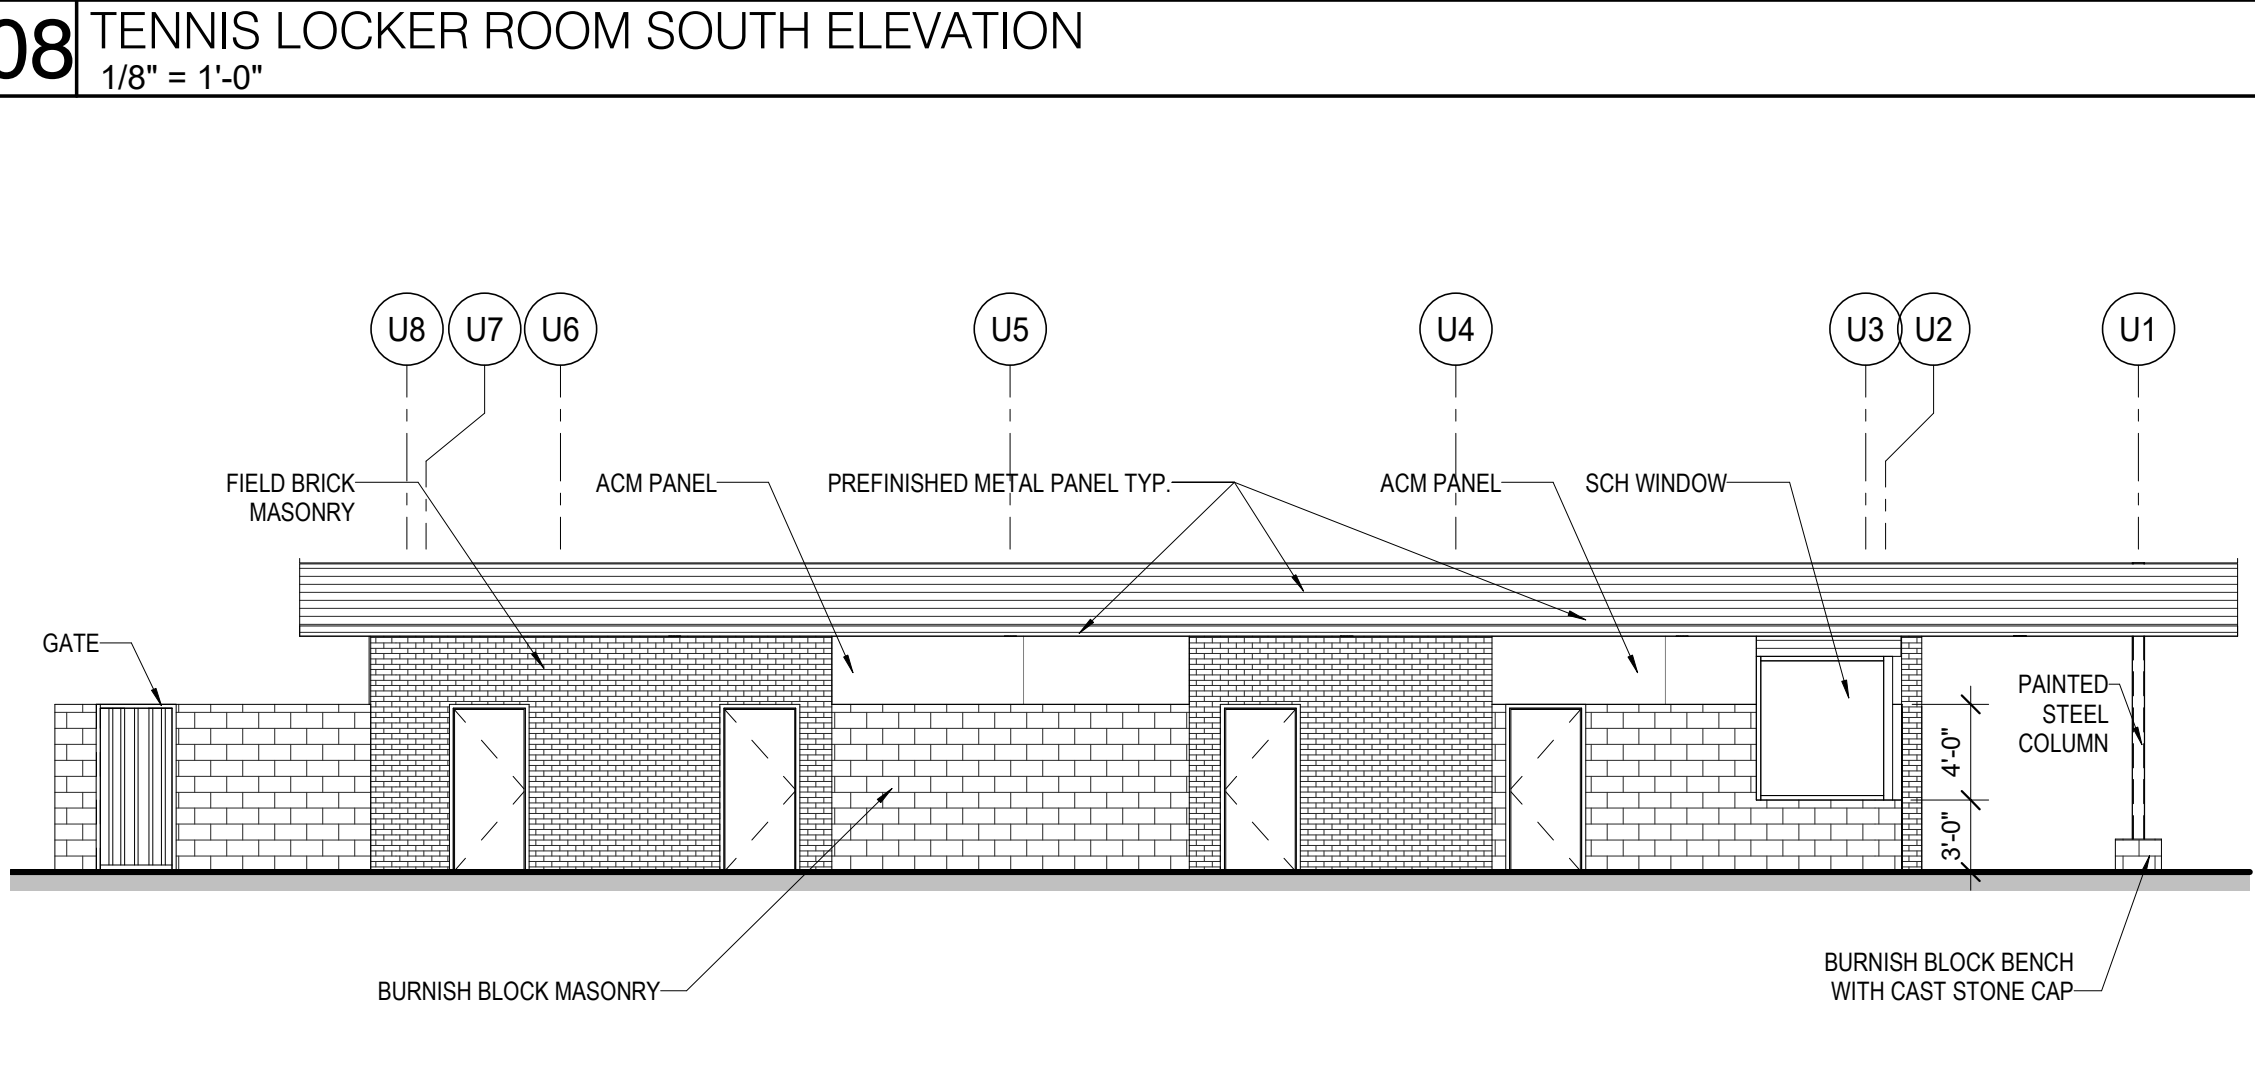 08
TENNIS LOCKER ROOM SOUTH ELEVATION
1/8" = 1'-0"
U8
U7
U6
U5
U4
U3
U2
U1
FIELD BRICK
MASONRY
ACM PANEL
PREFINISHED METAL PANEL TYP.
ACM PANEL
SCH WINDOW
GATE
PAINTED
STEEL
COLUMN
4'-0"
3'-0"
BURNISH BLOCK MASONRY
BURNISH BLOCK BENCH
WITH CAST STONE CAP